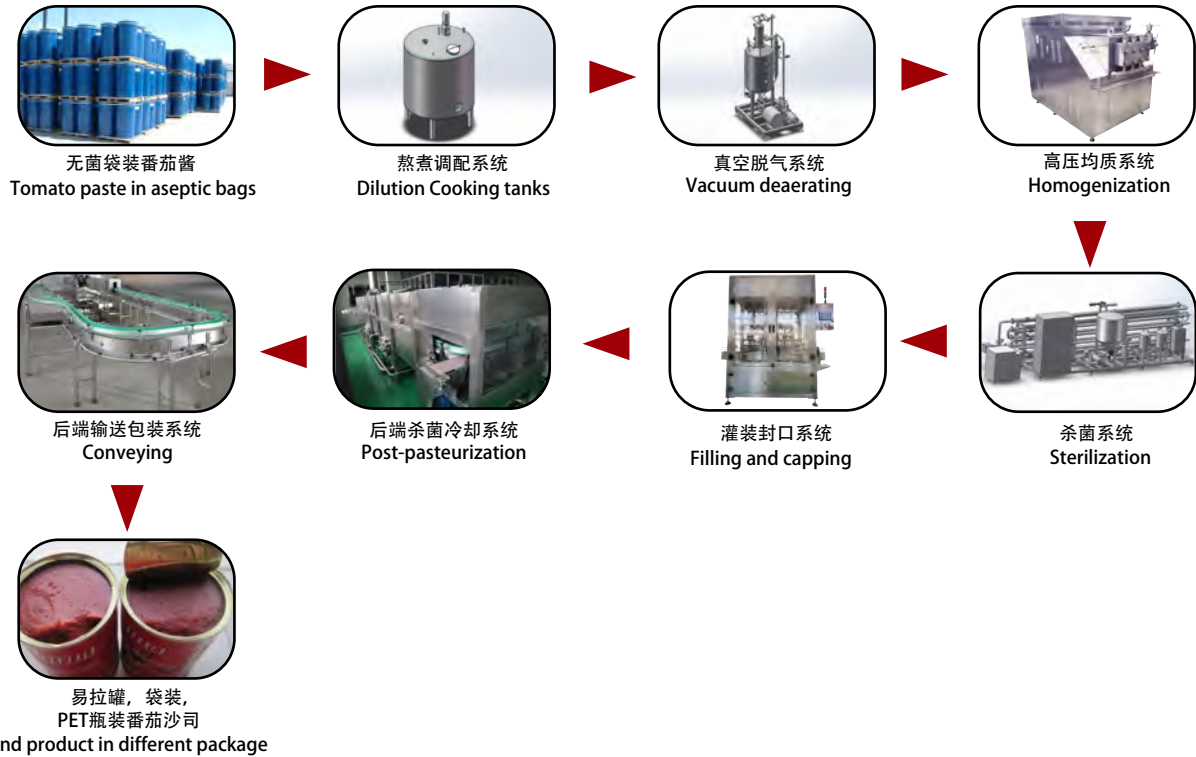 无菌袋装番茄酱
Tomato paste in aseptic bags
熬煮调配系统
Dilution Cooking tanks
真空脱气系统
Vacuum deaerating
高压均质系统
Homogenization
杀菌系统
Sterilization
灌装封口系统
Filling and capping
后端杀菌冷却系统
Post-pasteurization
后端输送包装系统
Conveying
易拉罐，袋装，
PET瓶装番茄沙司
nd product in different package